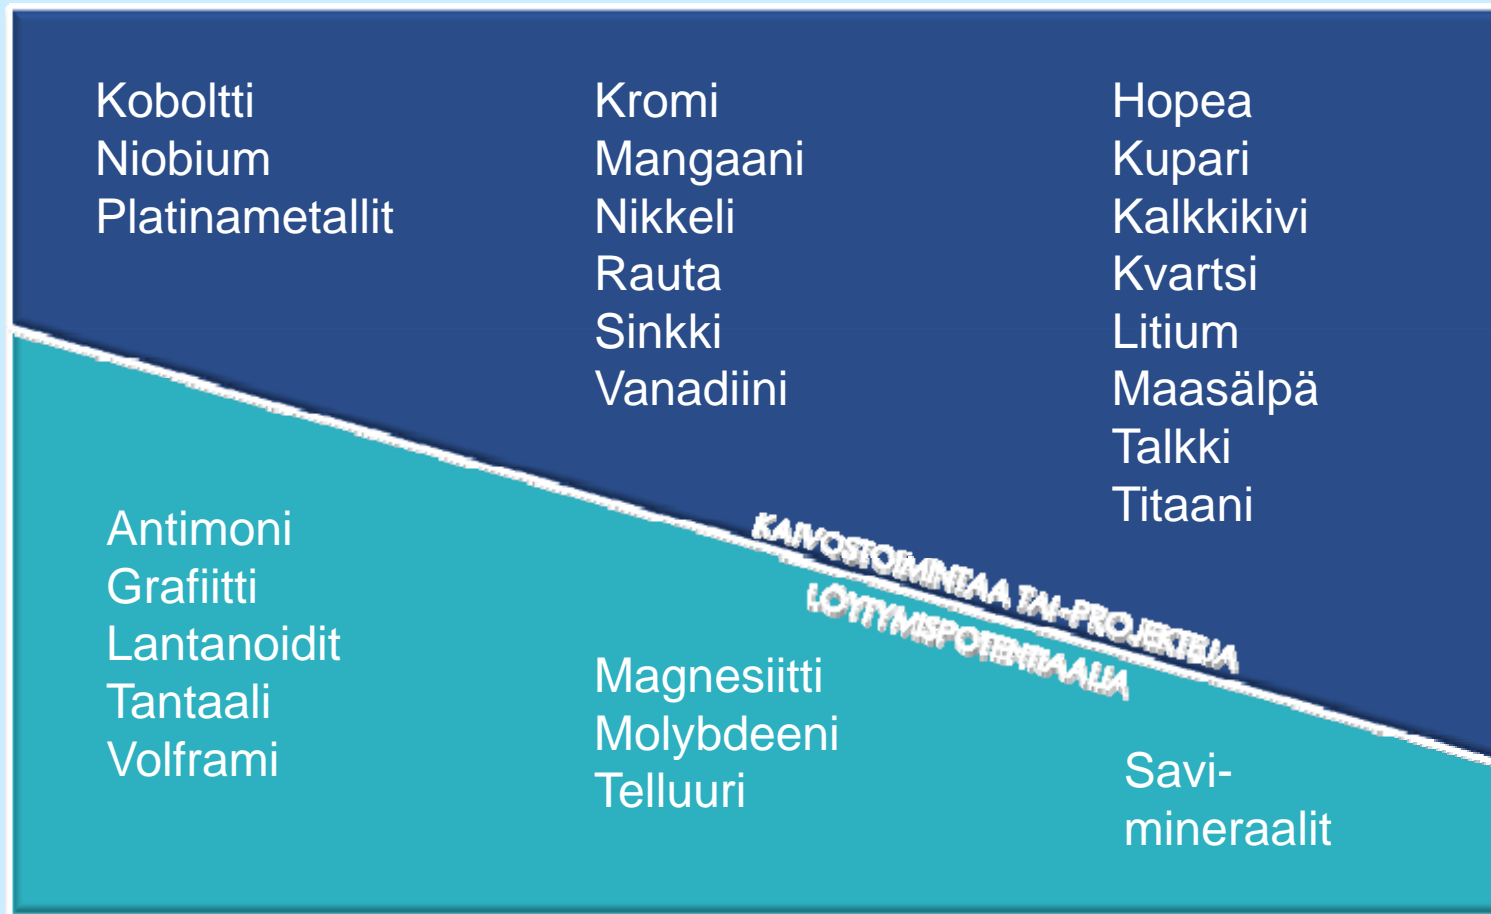 Koboltti
Niobium
Platinametallit
Kromi
Mangaani
Nikkeli
Rauta
Sinkki
Vanadiini
Hopea
Kupari
Kalkkikivi
Kvartsi
Litium
Maasälpä
Talkki
Titaani
KAIVOSTOIMINTAA TAI -PROJEKTEJA
LÖYTYMISPOTENTIAALIA
Antimoni
Grafiitti
Lantanoidit
Tantaali
Volframi
Magnesiitti
Molybdeeni
Telluuri
Savi-
mineraalit